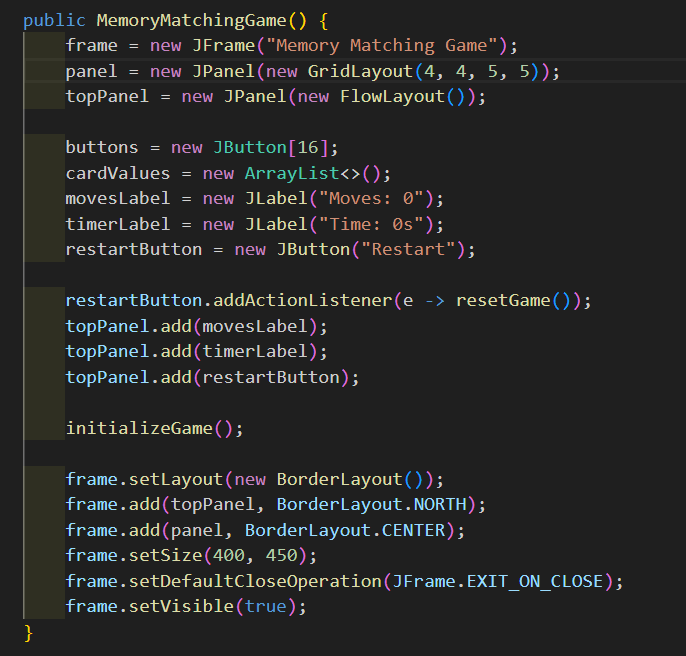 public MemoryMatchingGame() {
    frame = new JFrame("Memory Matching Game");
    panel = new JPanel(new GridLayout(4, 4, 5, 5));
    topPanel = new JPanel(new FlowLayout());

    buttons = new JButton[16];
    cardValues = new ArrayList<>();
    movesLabel = new JLabel("Moves: 0");
    timerLabel = new JLabel("Time: 0s");
    restartButton = new JButton("Restart");

    restartButton.addActionListener(e -> resetGame());
    topPanel.add(movesLabel);
    topPanel.add(timerLabel);
    topPanel.add(restartButton);

    initializeGame();

    frame.setLayout(new BorderLayout());
    frame.add(topPanel, BorderLayout.NORTH);
    frame.add(panel, BorderLayout.CENTER);
    frame.setSize(400, 450);
    frame.setDefaultCloseOperation(JFrame.EXIT_ON_CLOSE);
    frame.setVisible(true);
}